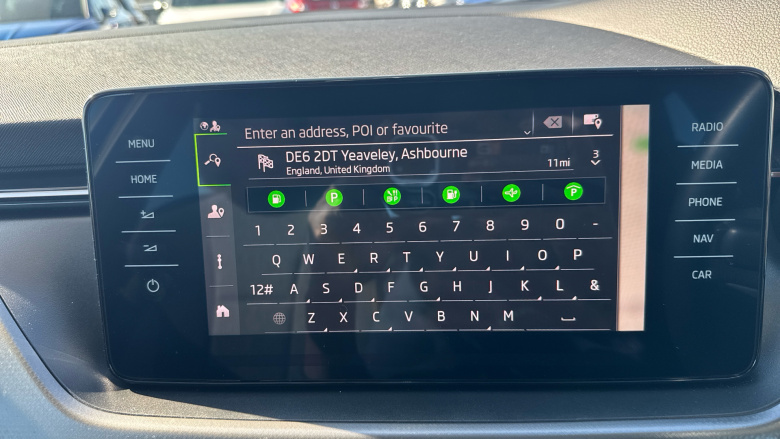 MENU
HOME
Enter an address, POI or favourite
DE6 2DT Yeaveley, Ashbourne
England, United Kingdom
11mi
3
P
P
1 2 3 4 5 6 7 8 9 0 -
Q W E R T Y U I O P
12# A S D F G H J K L &
Z X C V B N M
RADIO
MEDIA
PHONE
NAV
CAR